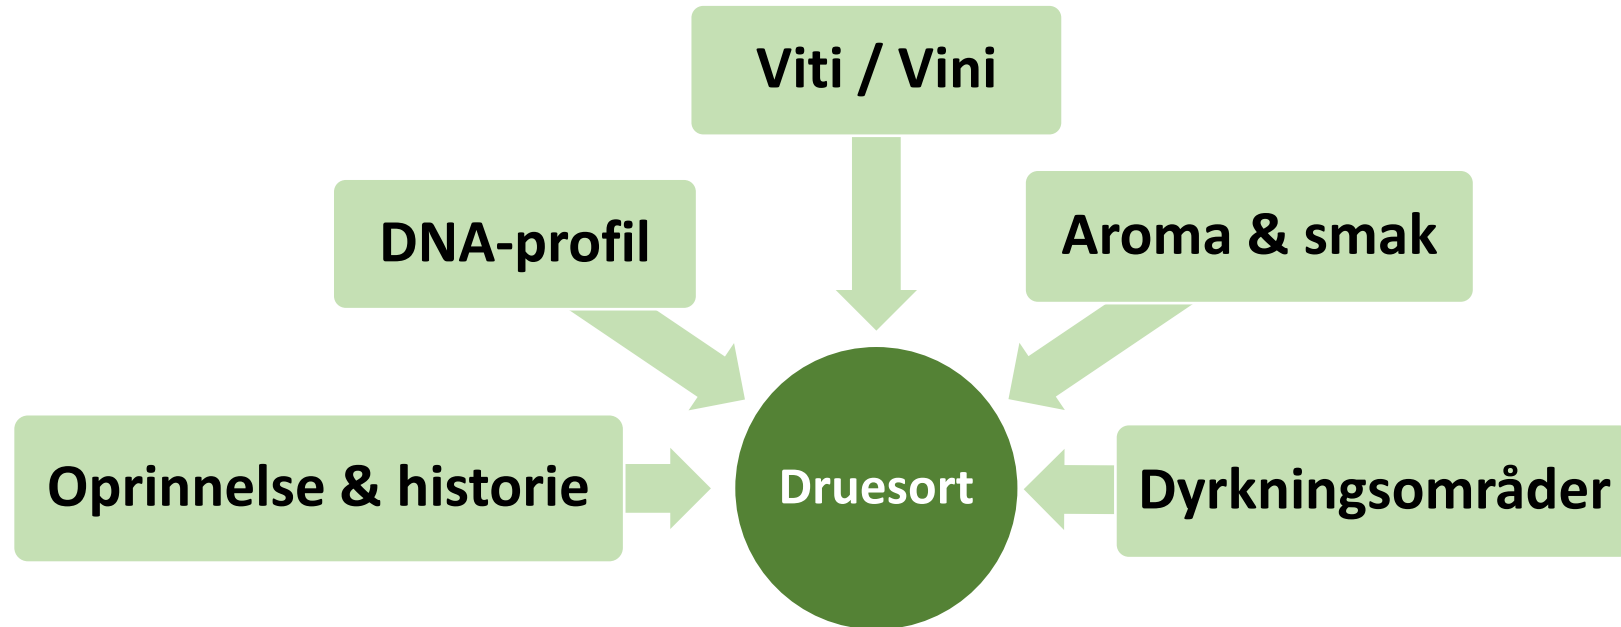 Viti / Vini
DNA-profil
Aroma & smak
Oprinnelse & historie
Druesort
Dyrkningsområder